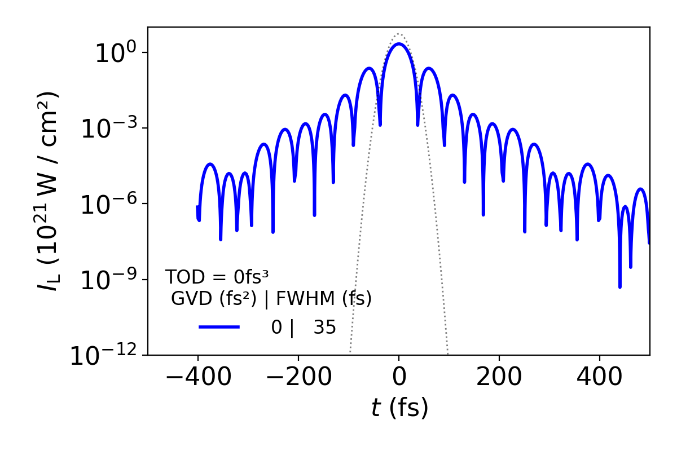 10⁰
10⁻³
10⁻⁶
10⁻⁹
10⁻¹²
I_L (10²¹ W / cm²)
TOD = 0fs³
GVD (fs²) | FWHM (fs)
0 | 35
−400 −200 0 200 400
t (fs)